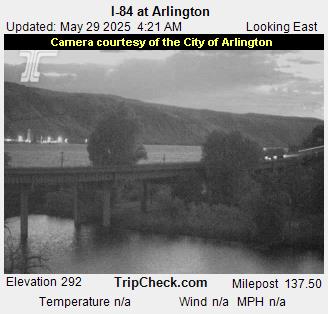 I-84 at Arlington
Updated: May 29 2025 4:21 AM Looking East
Camera courtesy of the City of Arlington
Elevation 292 TripCheck.com Milepost 137.50
Temperature n/a Wind n/a MPH n/a